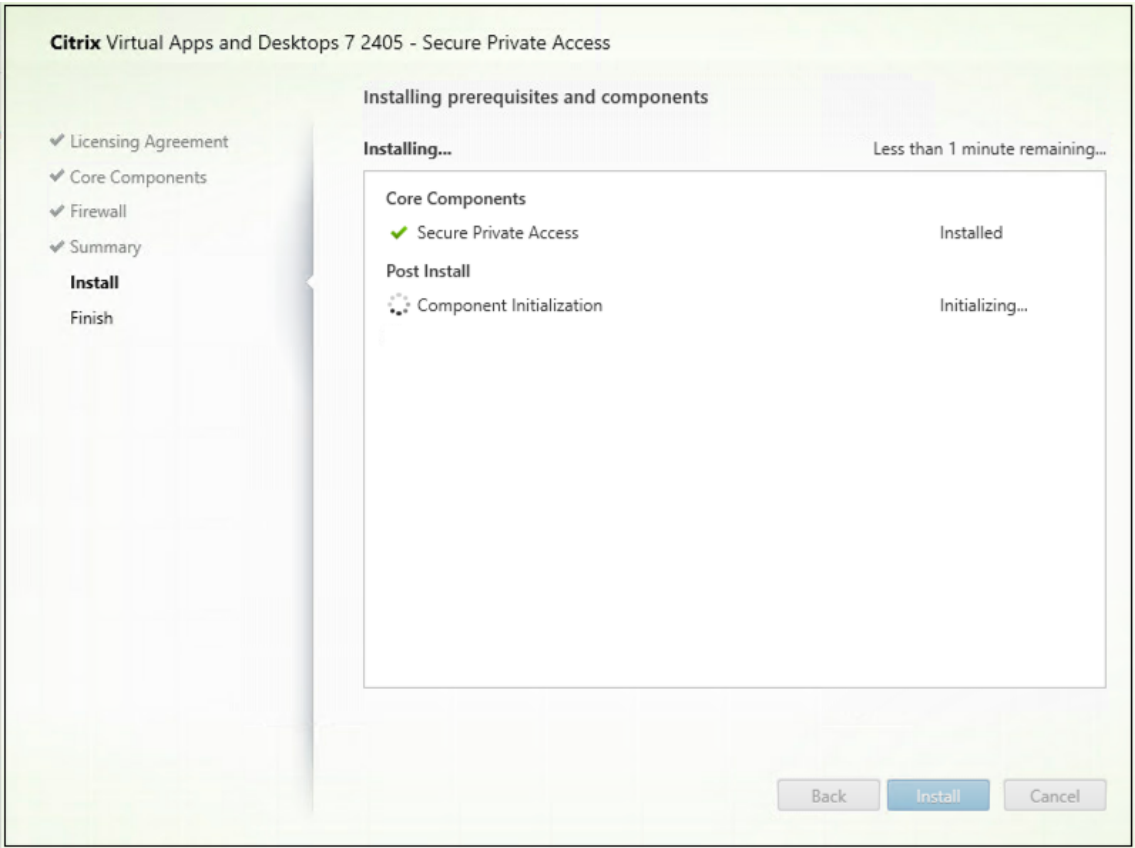 Citrix Virtual Apps and Desktops 7 2405 - Secure Private Access
Licensing Agreement
Core Components
Firewall
Summary
Install
Finish
Installing prerequisites and components
Installing... Less than 1 minute remaining...
Core Components
Secure Private Access Installed
Post Install
Component Initialization Initializing...
Back Install Cancel